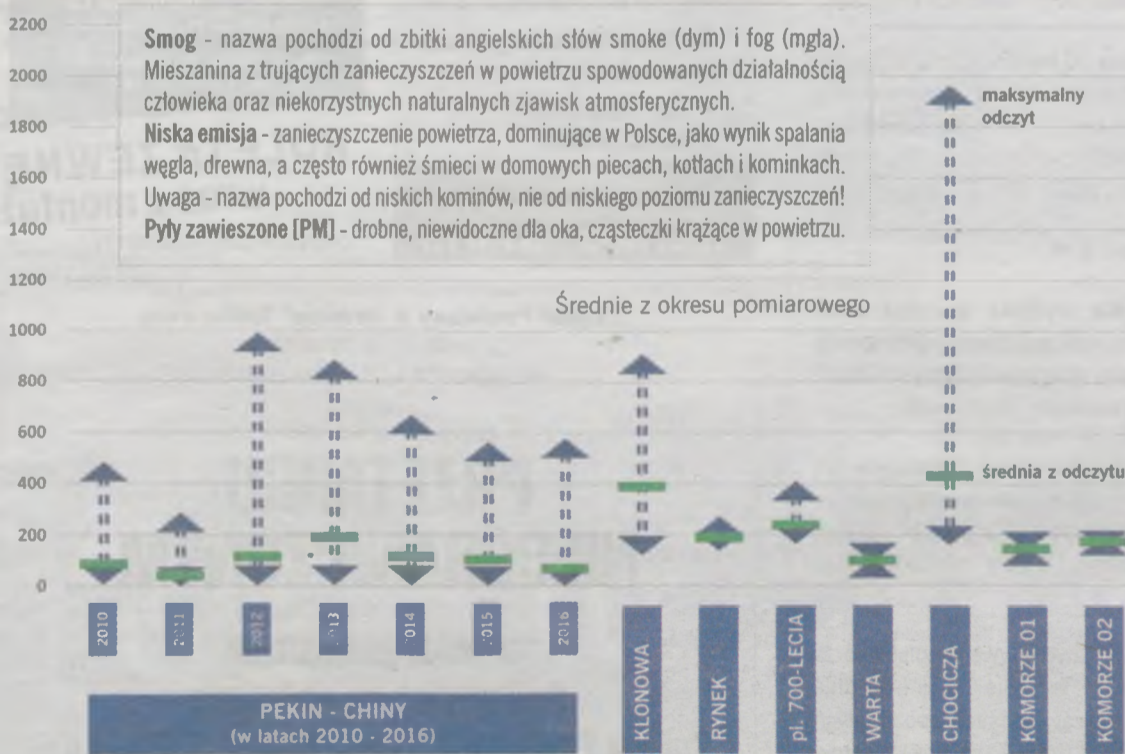 2200
2000
1800
1600
1400
1200
1000
800
600
400
200
0
Smog - nazwa pochodzi od zbitki angielskich słów smoke (dym) i fog (mgła).
Mieszanina z trujących zanieczyszczeń w powietrzu spowodowanych działalnością
człowieka oraz niekorzystnych naturalnych zjawisk atmosferycznych.
Niska emisja - zanieczyszczenie powietrza, dominujące w Polsce, jako wynik spalania
węgla, drewna, a często również śmieci w domowych piecach, kotłach i kominkach.
Uwaga - nazwa pochodzi od niskich kominów, nie od niskiego poziomu zanieczyszczeń!
Pyły zawieszone [PM] - drobne, niewidoczne dla oka, cząsteczki krążące w powietrzu.
maksymalny
odczyt
Średnie z okresu pomiarowego
średnia z odczytu
2010
2011
2012
2013
2014
2015
2016
KLONOWA
RYNEK
pl. 700-LECIA
WARTA
CHOCICZA
KOMORZE 01
KOMORZE 02
PEKIN - CHINY
(w latach 2010 - 2016)